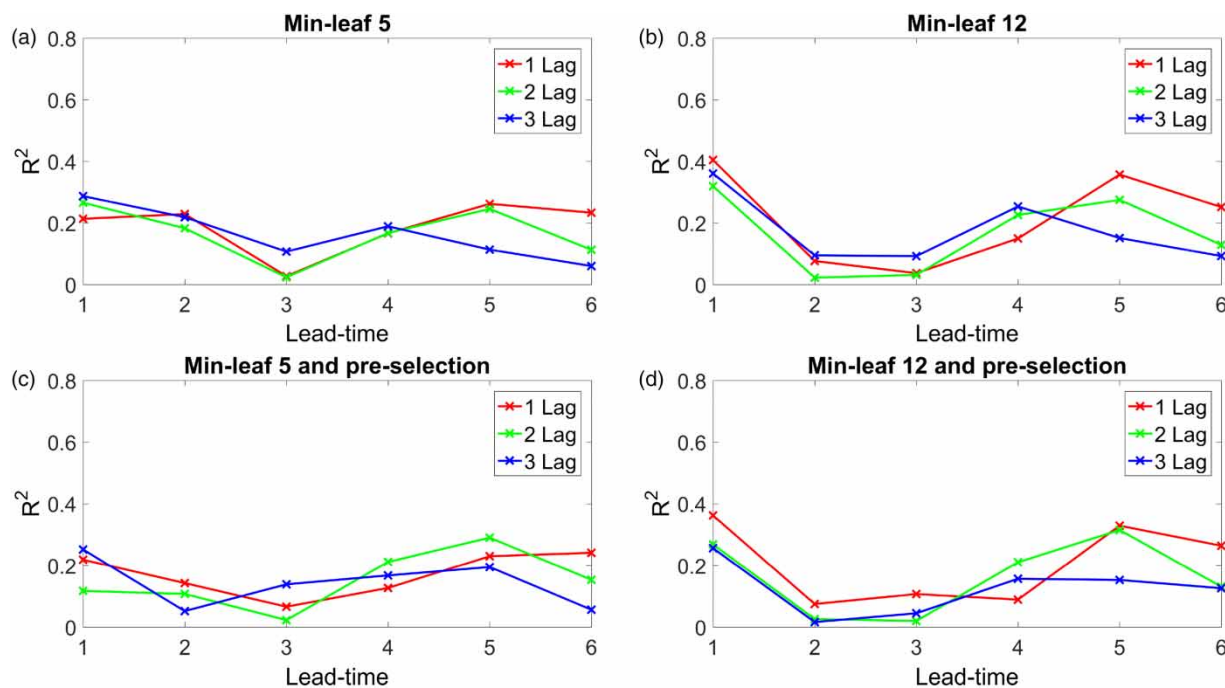 (a)
Min-leaf 5
0.8
0.6
0.4
0.2
0
R²
1 Lag
2 Lag
3 Lag
1 2 3 4 5 6
Lead-time
(b)
Min-leaf 12
0.8
0.6
0.4
0.2
0
R²
1 Lag
2 Lag
3 Lag
1 2 3 4 5 6
Lead-time
(c)
Min-leaf 5 and pre-selection
0.8
0.6
0.4
0.2
0
R²
1 Lag
2 Lag
3 Lag
1 2 3 4 5 6
Lead-time
(d)
Min-leaf 12 and pre-selection
0.8
0.6
0.4
0.2
0
R²
1 Lag
2 Lag
3 Lag
1 2 3 4 5 6
Lead-time